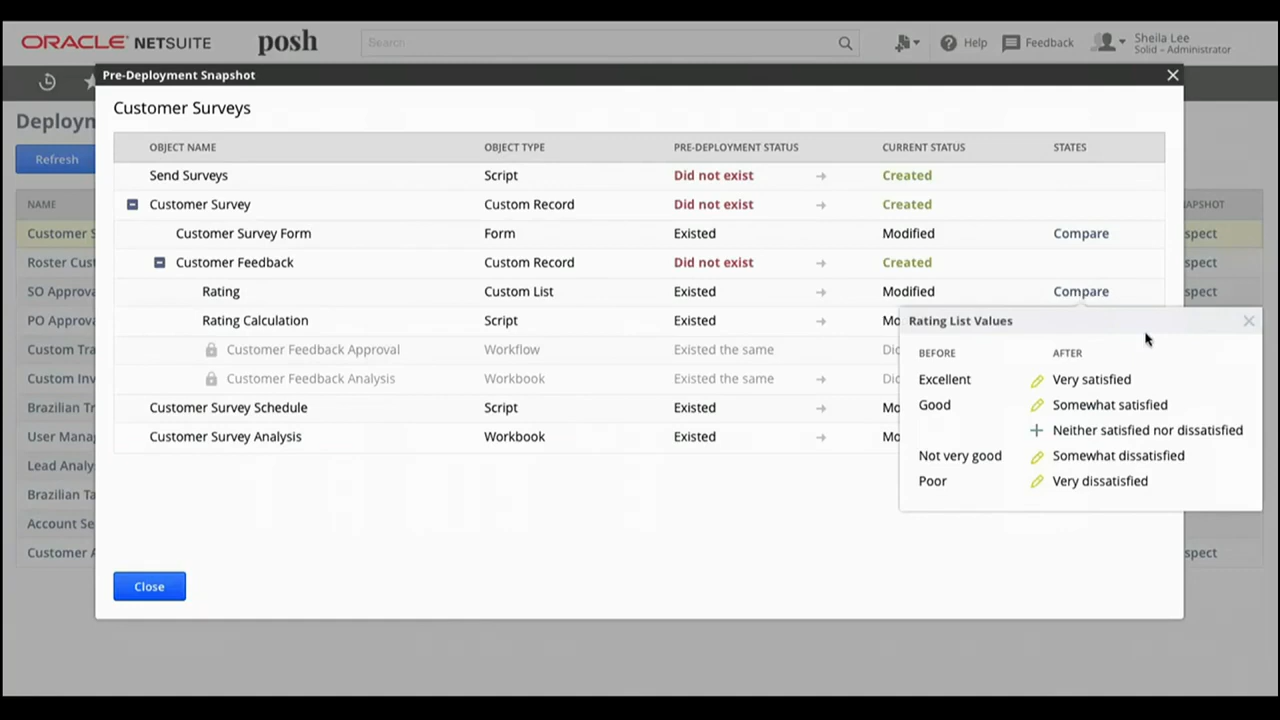 ORACLE NETSUITE posh Search Help Feedback Sheila Lee
Solid – Administrator
Pre-Deployment Snapshot
Deploym
Customer Surveys
Refresh
OBJECT NAME OBJECT TYPE PRE-DEPLOYMENT STATUS CURRENT STATUS STATES
Send Surveys Script Did not exist → Created
NAME Customer Survey Custom Record Did not exist → Created APSHOT
Customer S Customer Survey Form Form Existed Modified Compare spect
Roster Cust Customer Feedback Custom Record Did not exist → Created spect
SO Approva Rating Custom List Existed → Modified Compare spect
PO Approva Rating Calculation Script Existed → Mo
Custom Tra Customer Feedback Approval Workflow Existed the same Dic
Custom Inv Customer Feedback Analysis Workbook Existed the same → Dic
Brazilian Tr Customer Survey Schedule Script Existed → Mo
User Mana Customer Survey Analysis Workbook Existed → Mo
Lead Analy
Brazilian Ta
Account Se
Customer A spect
Rating List Values
BEFORE AFTER
Excellent Very satisfied
Good Somewhat satisfied
+ Neither satisfied nor dissatisfied
Not very good Somewhat dissatisfied
Poor Very dissatisfied
Close